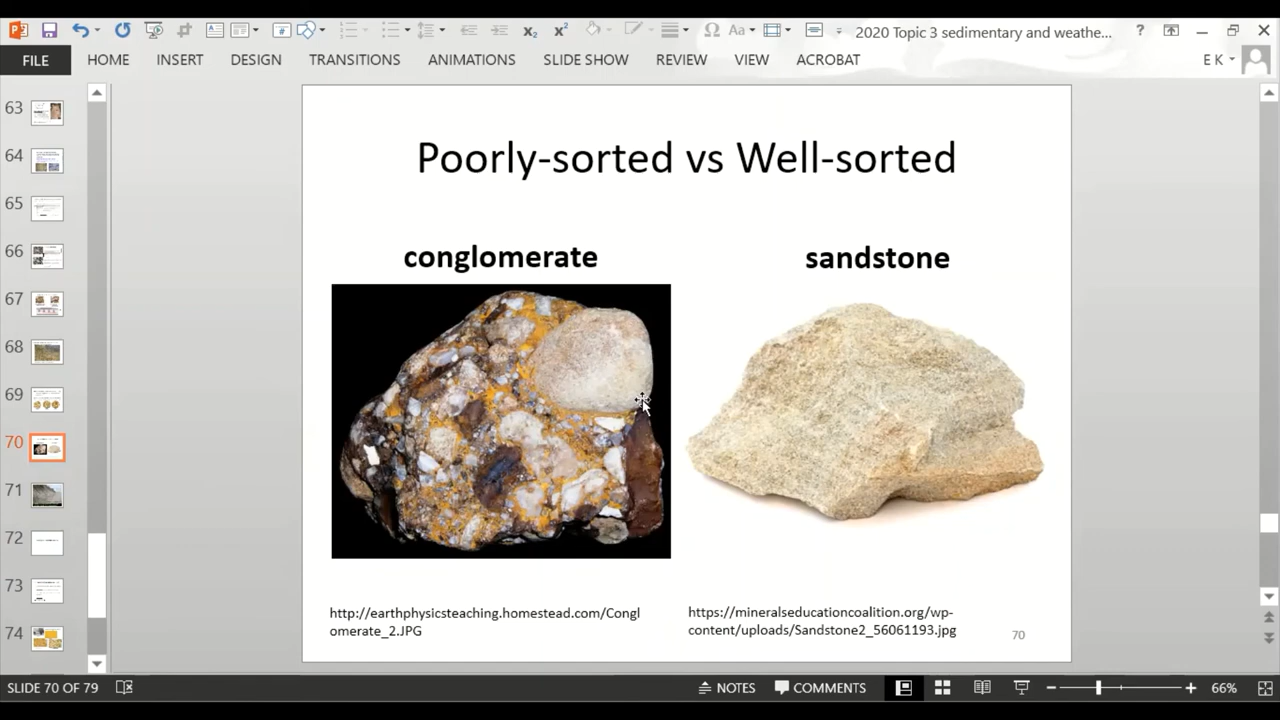 2020 Topic 3 sedimentary and weathe...
FILE HOME INSERT DESIGN TRANSITIONS ANIMATIONS SLIDE SHOW REVIEW VIEW ACROBAT E K
63
64
65
66
67
68
69
70
71
72
73
74
Poorly-sorted vs Well-sorted
conglomerate
sandstone
http://earthphysicsteaching.homestead.com/Congl
omerate_2.JPG
https://mineralseducationcoalition.org/wp-
content/uploads/Sandstone2_56061193.jpg
70
SLIDE 70 OF 79 NOTES COMMENTS 66%